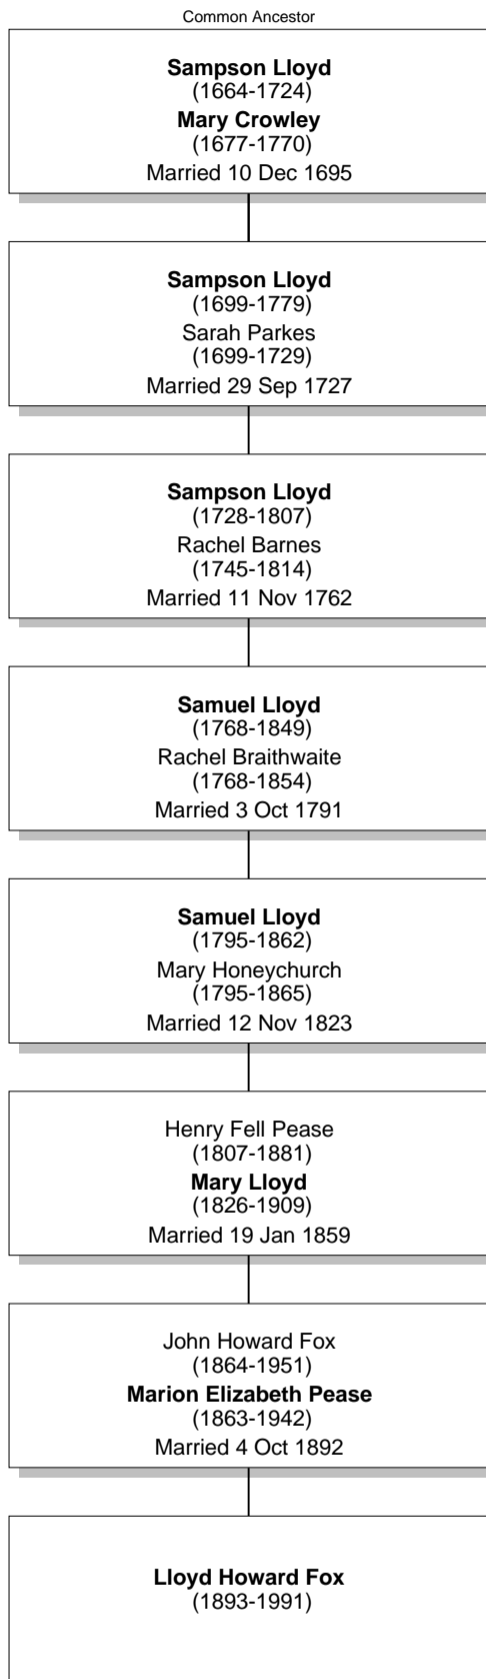 Common Ancestor
Sampson Lloyd
(1664-1724)
Mary Crowley
(1677-1770)
Married 10 Dec 1695
Sampson Lloyd
(1699-1779)
Sarah Parkes
(1699-1729)
Married 29 Sep 1727
Sampson Lloyd
(1728-1807)
Rachel Barnes
(1745-1814)
Married 11 Nov 1762
Samuel Lloyd
(1768-1849)
Rachel Braithwaite
(1768-1854)
Married 3 Oct 1791
Samuel Lloyd
(1795-1862)
Mary Honeychurch
(1795-1865)
Married 12 Nov 1823
Henry Fell Pease
(1807-1881)
Mary Lloyd
(1826-1909)
Married 19 Jan 1859
John Howard Fox
(1864-1951)
Marion Elizabeth Pease
(1863-1942)
Married 4 Oct 1892
Lloyd Howard Fox
(1893-1991)